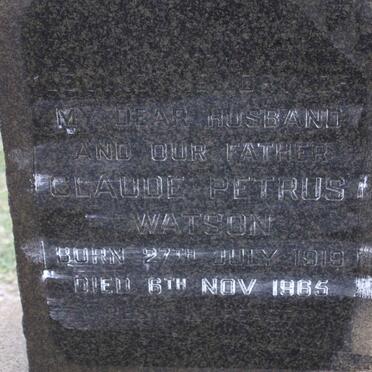 MY DEAR HUSBAND
AND OUR FATHER
CLAUDE PETRUS
WATSON
BORN 27TH JULY 1919
DIED 6TH NOV 1965